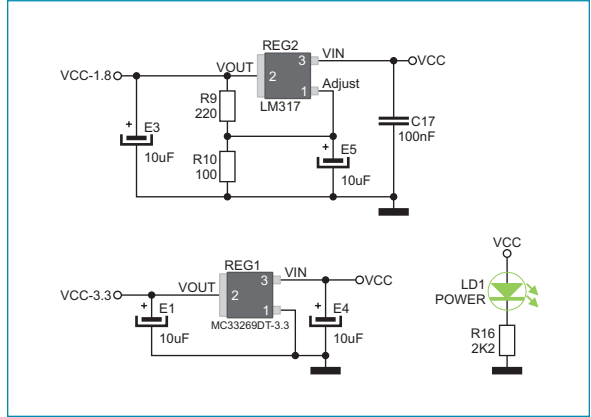 REG2
VCC-1.8
VOUT
2
3
1
VIN
VCC
Adjust
LM317
R9
220
C17
100nF
+
E3
10uF
R10
100
+
E5
10uF
REG1
VCC-3.3
VOUT
2
3
1
VIN
VCC
MC33269DT-3.3
+
E1
10uF
+
E4
10uF
VCC
LD1
POWER
R16
2K2